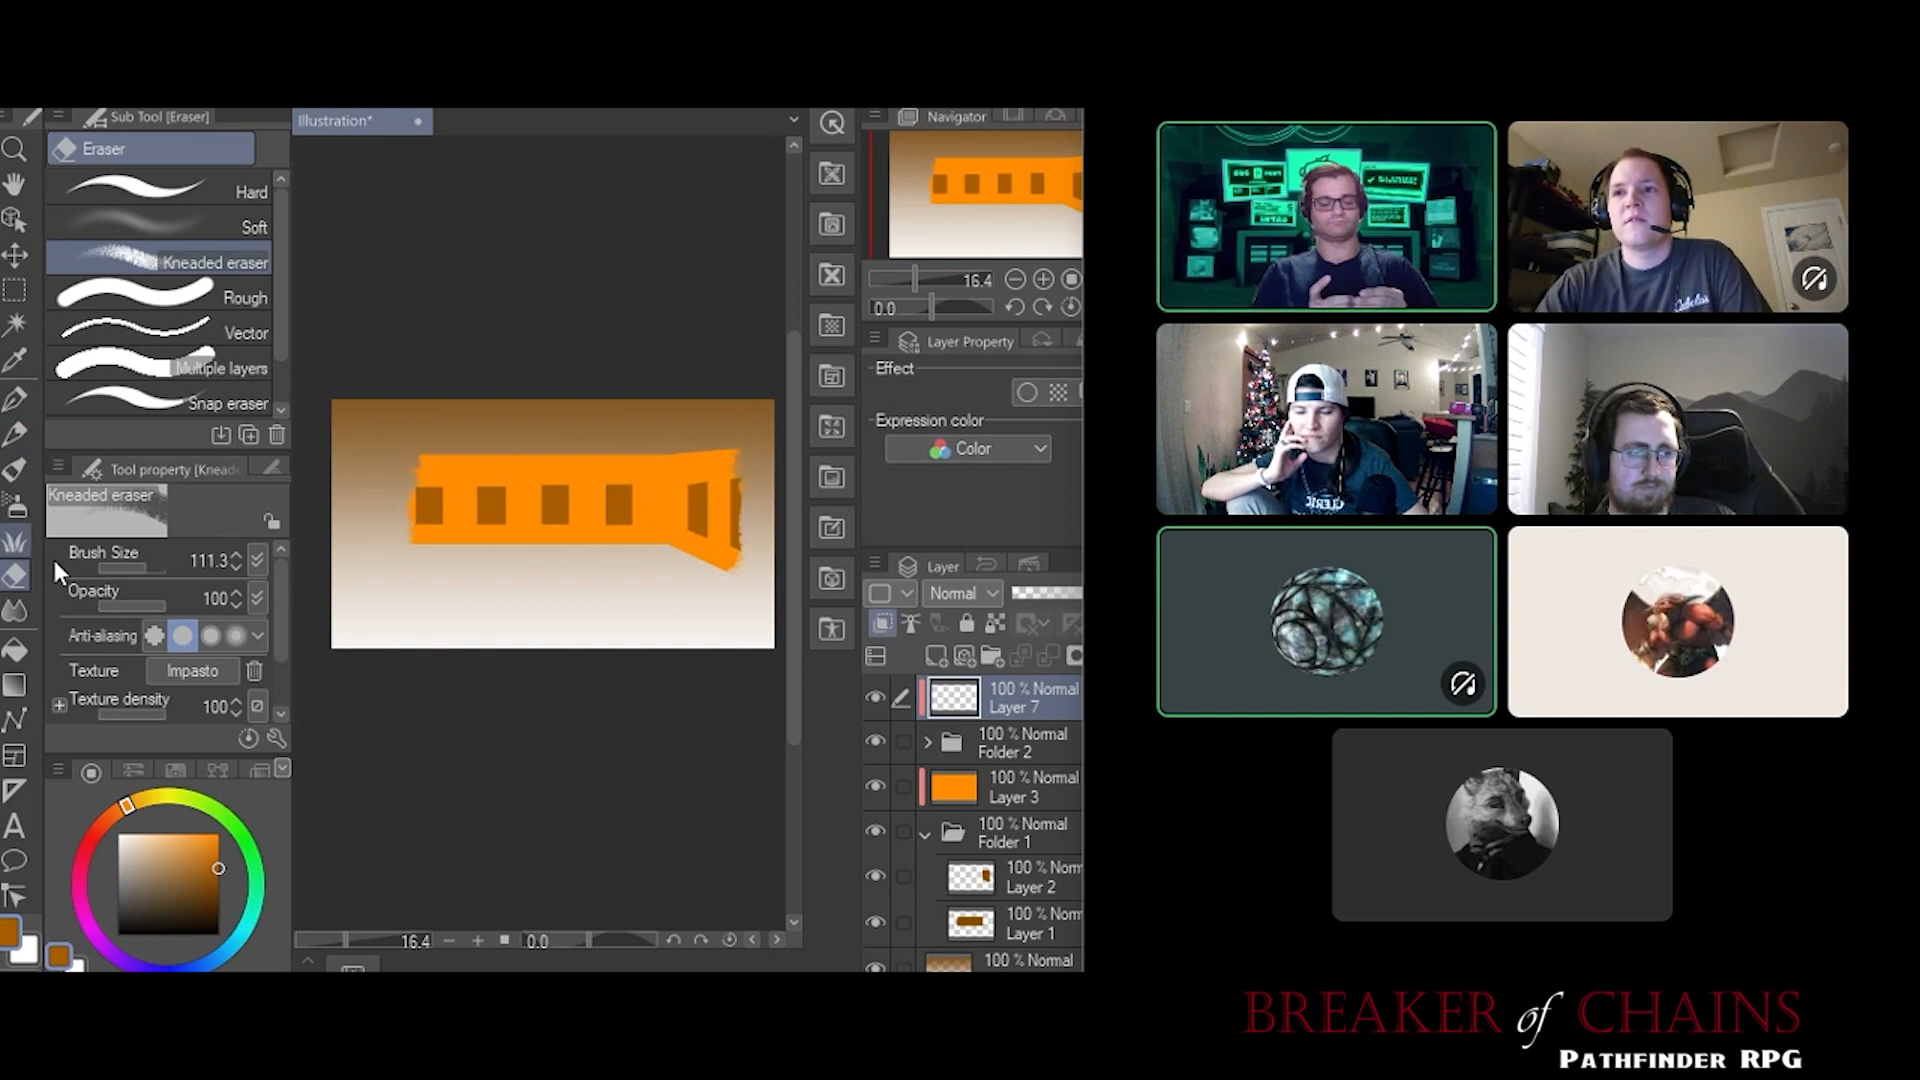 Sub Tool [Eraser]
Eraser
Hard
Soft
Kneaded eraser
Rough
Vector
Multiple layers
Snap eraser
Tool property [Kneade
Kneaded eraser
Brush Size
111.3
Opacity
100
Anti-aliasing
Texture
Impasto
Texture density
100
Illustration*
16.4
0.0
Navigator
16.4
0.0
Layer Property
Effect
Expression color
Color
Layer
Normal
100 % Normal
Layer 7
100 % Normal
Folder 2
100 % Normal
Layer 3
100 % Normal
Folder 1
100 % Norm
Layer 2
100 % Norm
Layer 1
100 % Normal
Cabelas
CLERIC
BREAKER of CHAINS
PATHFINDER RPG